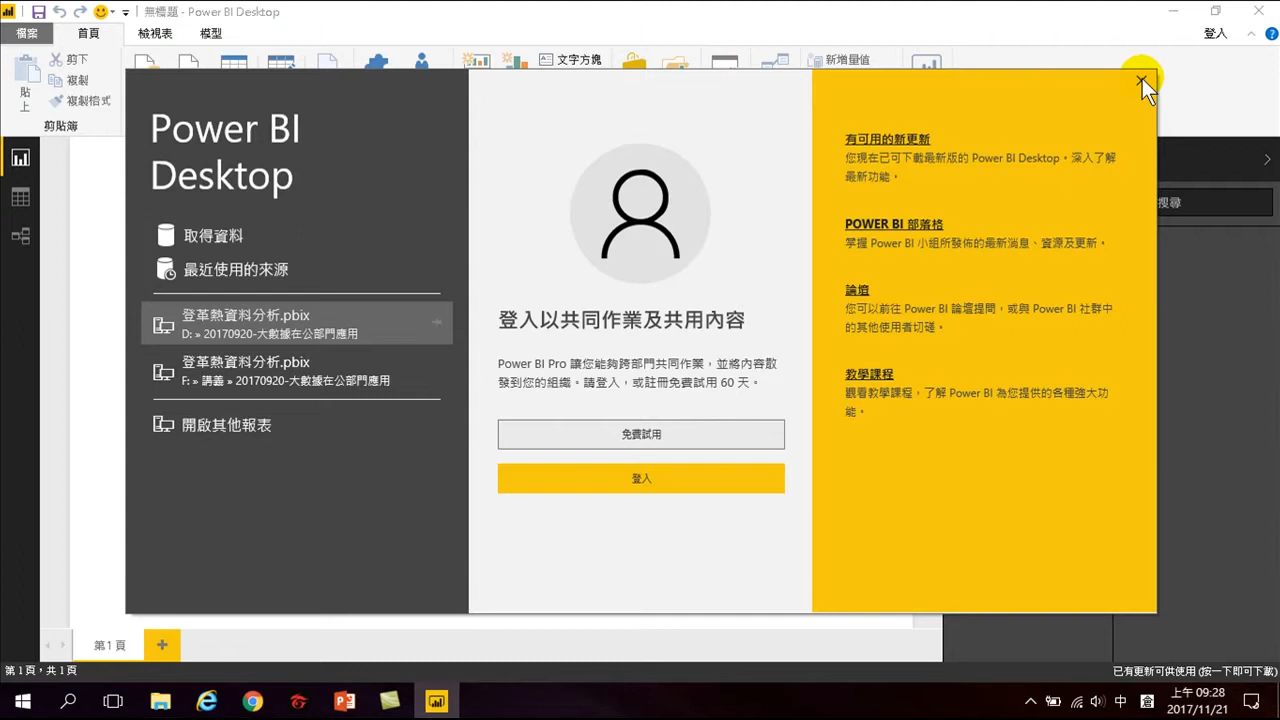 無標題 - Power BI Desktop
檔案
首頁
檢視表
模型
登入
剪下
複製
複製格式
貼
上
剪貼簿
文字方塊
新增量值
搜尋
Power BI
Desktop
取得資料
最近使用的來源
登革熱資料分析.pbix
D: » 20170920-大數據在公部門應用
登革熱資料分析.pbix
F: » 講義 » 20170920-大數據在公部門應用
開啟其他報表
登入以共同作業及共用內容
Power BI Pro 讓您能夠跨部門共同作業，並將內容散
發到您的組織。請登入，或註冊免費試用 60 天。
免費試用
登入
有可用的新更新
您現在已可下載最新版的 Power BI Desktop。深入了解
最新功能。
POWER BI 部落格
掌握 Power BI 小組所發佈的最新消息、資源及更新。
論壇
您可以前往 Power BI 論壇提問，或與 Power BI 社群中
的其他使用者切磋。
教學課程
觀看教學課程，了解 Power BI 為您提供的各種強大功
能。
第 1 頁
第 1 頁，共 1 頁
已有更新可供使用 (按一下即可下載)
中
倉
上午 09:28
2017/11/21